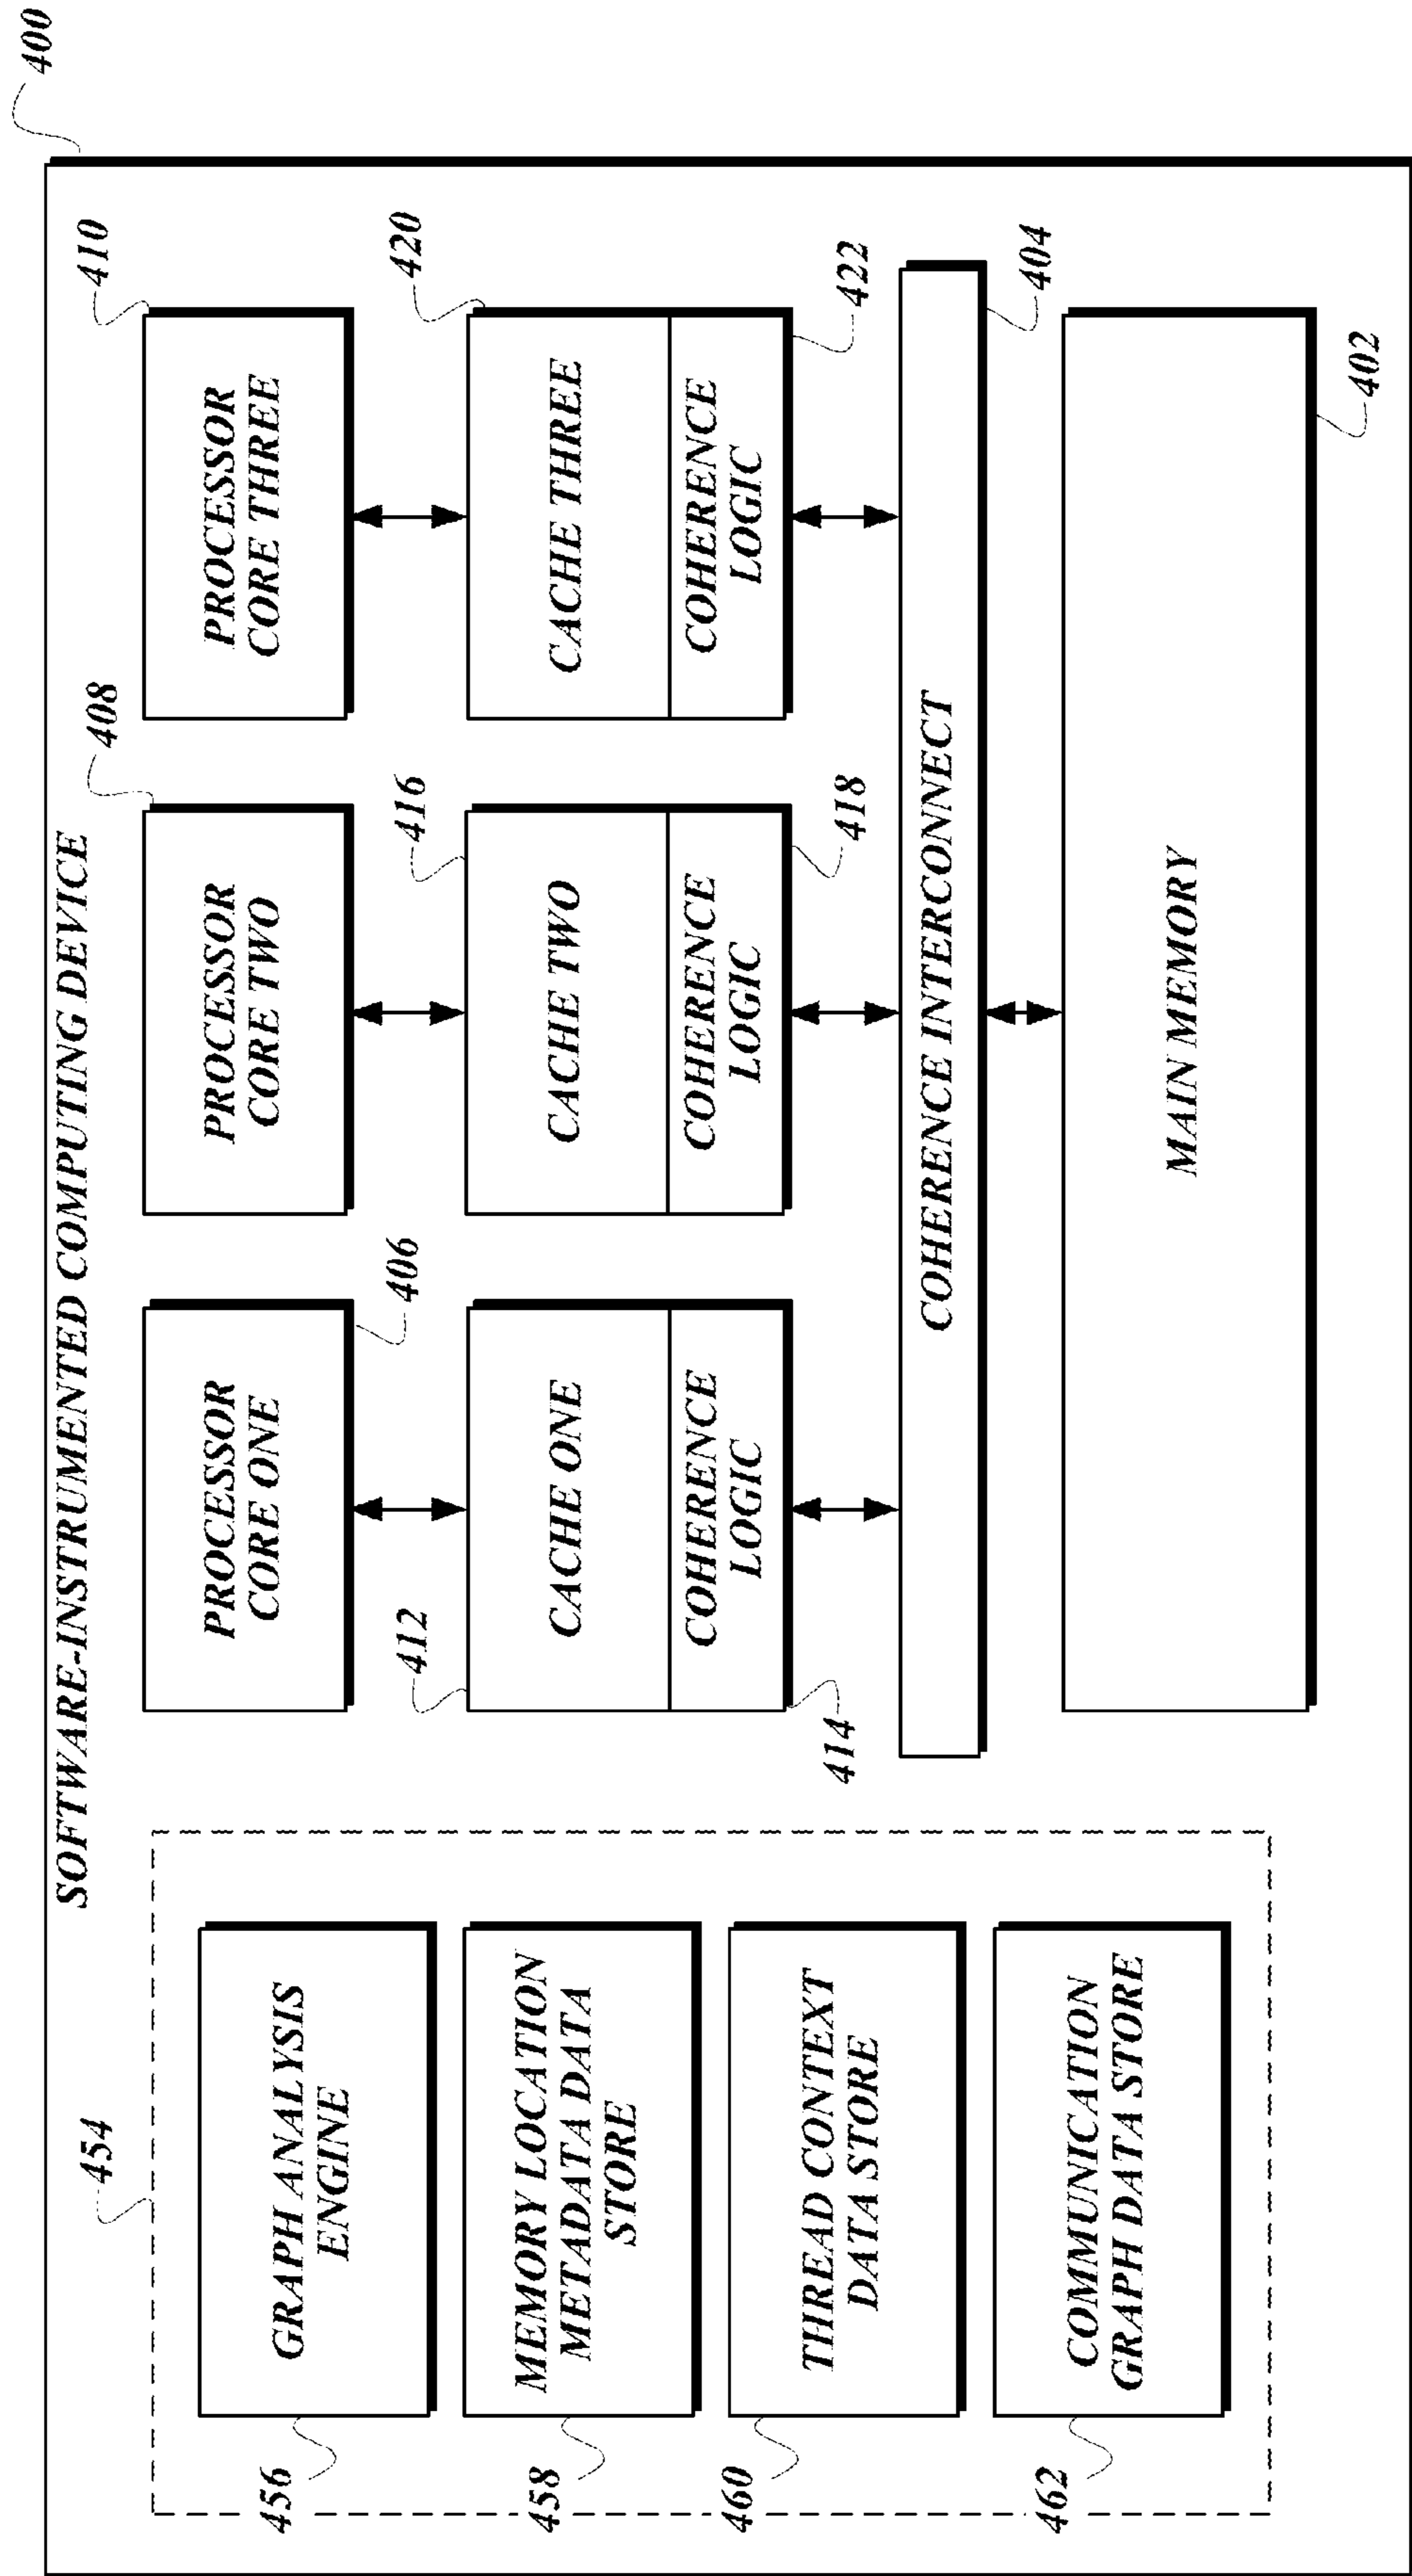 400
SOFTWARE-INSTRUMENTED COMPUTING DEVICE
454
456
GRAPH ANALYSIS
ENGINE
458
MEMORY LOCATION
METADATA DATA
STORE
460
THREAD CONTEXT
DATA STORE
462
COMMUNICATION
GRAPH DATA STORE
PROCESSOR
CORE ONE
406
PROCESSOR
CORE TWO
408
PROCESSOR
CORE THREE
410
412
CACHE ONE
COHERENCE
LOGIC
414
416
CACHE TWO
COHERENCE
LOGIC
418
420
CACHE THREE
COHERENCE
LOGIC
422
COHERENCE INTERCONNECT
404
MAIN MEMORY
402